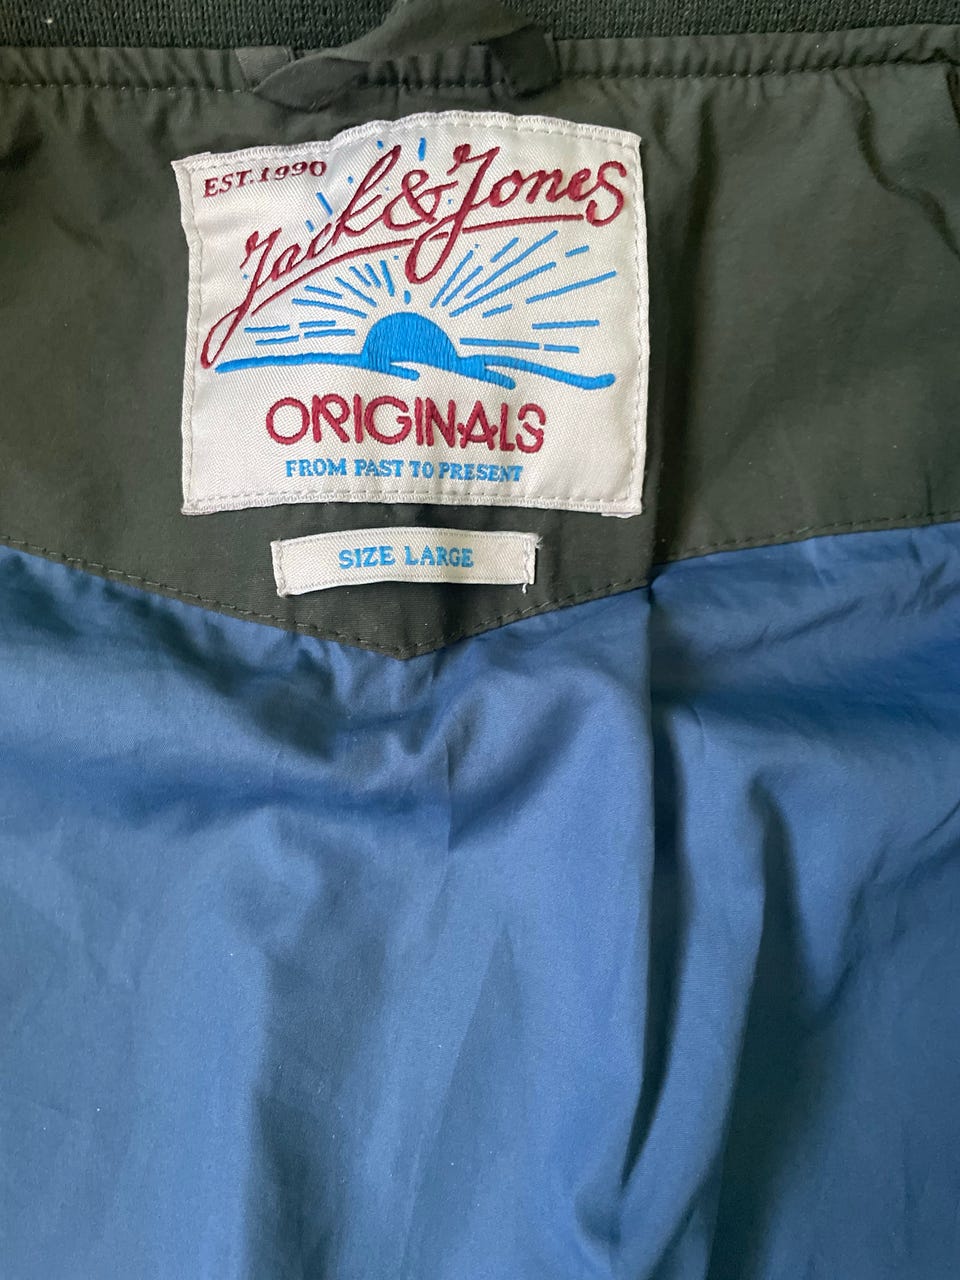 EST. 1990
Jack & Jones
ORIGINALS
FROM PAST TO PRESENT
SIZE LARGE